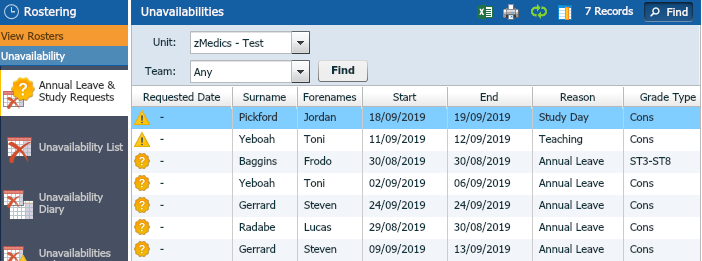 Rostering
View Rosters
Unavailability
Annual Leave &
Study Requests
Unavailability List
Unavailability
Diary
Unavailabilities
Unavailabilities 7 Records Find
Unit: zMedics - Test
Team: Any Find
Requested Date Surname Forenames Start End Reason Grade Type
- Pickford Jordan 18/09/2019 19/09/2019 Study Day Cons
- Yeboah Toni 11/09/2019 12/09/2019 Teaching Cons
- Baggins Frodo 30/08/2019 30/08/2019 Annual Leave ST3-ST8
- Yeboah Toni 02/09/2019 06/09/2019 Annual Leave Cons
- Gerrard Steven 24/09/2019 24/09/2019 Annual Leave Cons
- Radabe Lucas 29/08/2019 30/08/2019 Annual Leave Cons
- Gerrard Steven 09/09/2019 13/09/2019 Annual Leave Cons